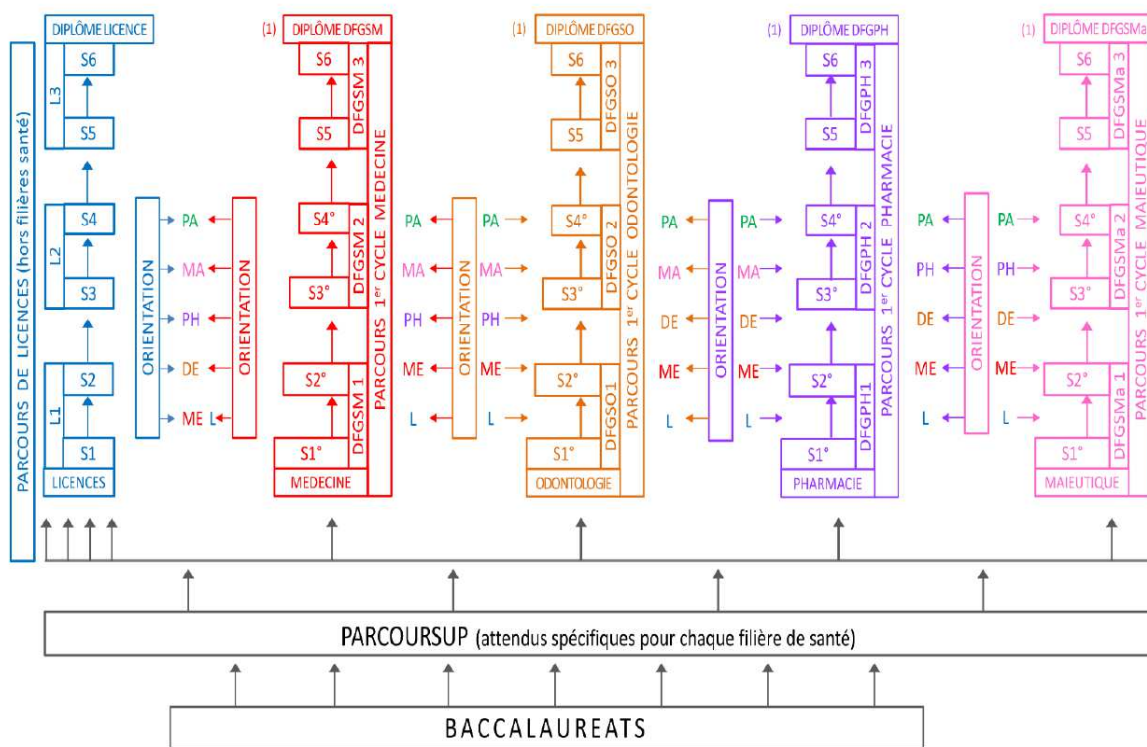 DIPLÔME LICENCE
(1) DIPLÔME DFGSM
(1) DIPLÔME DFGSO
(1) DIPLÔME DFGPH
(1) DIPLÔME DFGSMa
PARCOURS DE LICENCES (hors filières santé)
L3
S6
S5
L2
S4
S3
L1
S2
S1
LICENCES
ORIENTATION
PA
MA
PH
DE
ME L
ORIENTATION
S6
S5
DFGSM 3
S4°
S3°
DFGSM 2
S2°
S1°
DFGSM 1
MEDECINE
PARCOURS 1er CYCLE MEDECINE
PA
MA
PH
ME
L
ORIENTATION
PA
MA
PH
ME
L
S6
S5
DFGSO 3
S4°
S3°
DFGSO 2
S2°
S1°
DFGSO1
ODONTOLOGIE
PARCOURS 1er CYCLE ODONTOLOGIE
PA
MA
DE
ME
L
ORIENTATION
PA
MA
DE
ME
L
S6
S5
DFGPH 3
S4°
S3°
DFGPH 2
S2°
S1°
DFGPH1
PHARMACIE
PARCOURS 1er CYCLE PHARMACIE
PA
PH
DE
ME
L
ORIENTATION
PA
PH
DE
ME
L
S6
S5
DFGSMa 3
S4°
S3°
DFGSMa 2
S2°
S1°
DFGSMa 1
MAIEUTIQUE
PARCOURS 1er CYCLE MAIEUTIQUE
PARCOURSUP (attendus spécifiques pour chaque filière de santé)
BACCALAUREATS